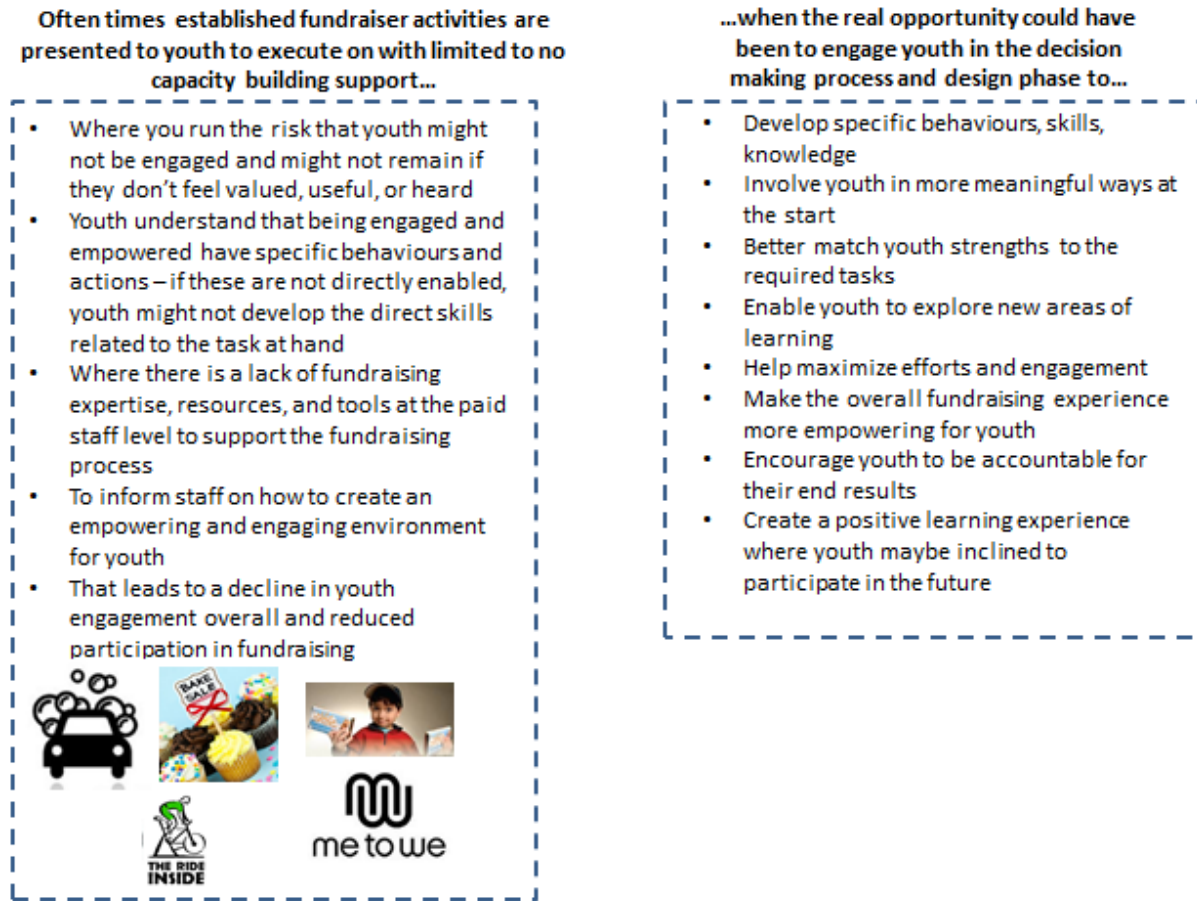 Often times established fundraiser activities are
presented to youth to execute on with limited to no
capacity building support...
• Where you run the risk that youth might
not be engaged and might not remain if
they don't feel valued, useful, or heard
• Youth understand that being engaged and
empowered have specific behaviours and
actions – if these are not directly enabled,
youth might not develop the direct skills
related to the task at hand
• Where there is a lack of fundraising
expertise, resources, and tools at the paid
staff level to support the fundraising
process
• To inform staff on how to create an
empowering and engaging environment
for youth
• That leads to a decline in youth
engagement overall and reduced
participation in fundraising
BAKE
SALE
me to we
THE RIDE
INSIDE
...when the real opportunity could have
been to engage youth in the decision
making process and design phase to...
• Develop specific behaviours, skills,
knowledge
• Involve youth in more meaningful ways at
the start
• Better match youth strengths to the
required tasks
• Enable youth to explore new areas of
learning
• Help maximize efforts and engagement
• Make the overall fundraising experience
more empowering for youth
• Encourage youth to be accountable for
their end results
• Create a positive learning experience
where youth maybe inclined to
participate in the future